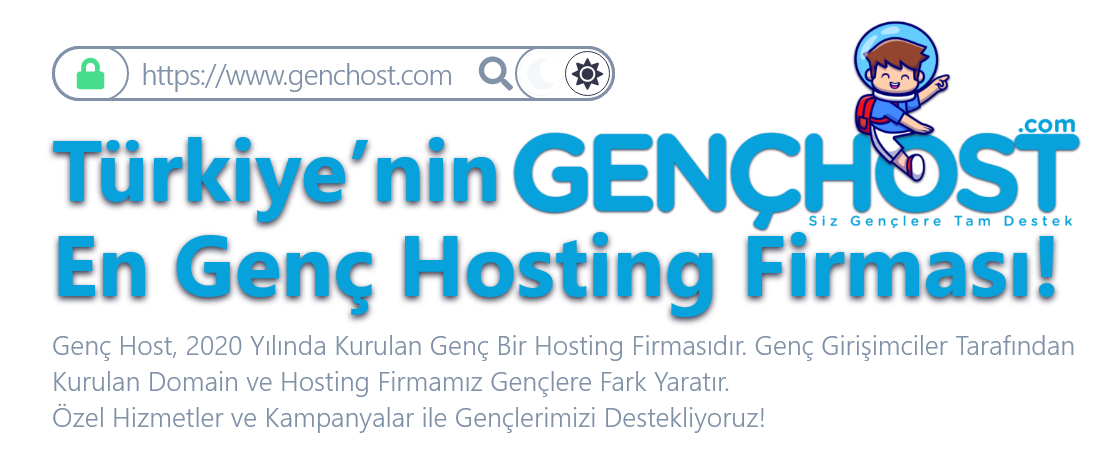 https://www.genchost.com
Türkiye'nin GENÇHOST.com
Siz Gençlere Tam Destek
En Genç Hosting Firması!
Genç Host, 2020 Yılında Kurulan Genç Bir Hosting Firmasıdır. Genç Girişimciler Tarafından
Kurulan Domain ve Hosting Firmamız Gençlere Fark Yaratır.
Özel Hizmetler ve Kampanyalar ile Gençlerimizi Destekliyoruz!